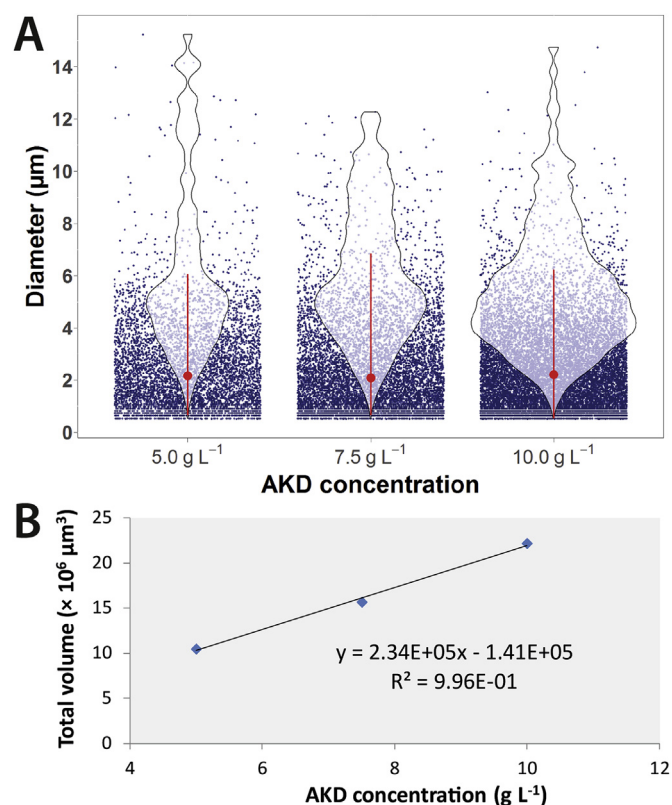 A
Diameter (µm)
14
12
10
8
6
4
2
0
5.0 g L⁻¹ 7.5 g L⁻¹ 10.0 g L⁻¹
AKD concentration
B
Total volume (× 10⁶ µm³)
25
20
15
10
5
0
y = 2.34E+05x - 1.41E+05
R² = 9.96E-01
4 6 8 10 12
AKD concentration (g L⁻¹)